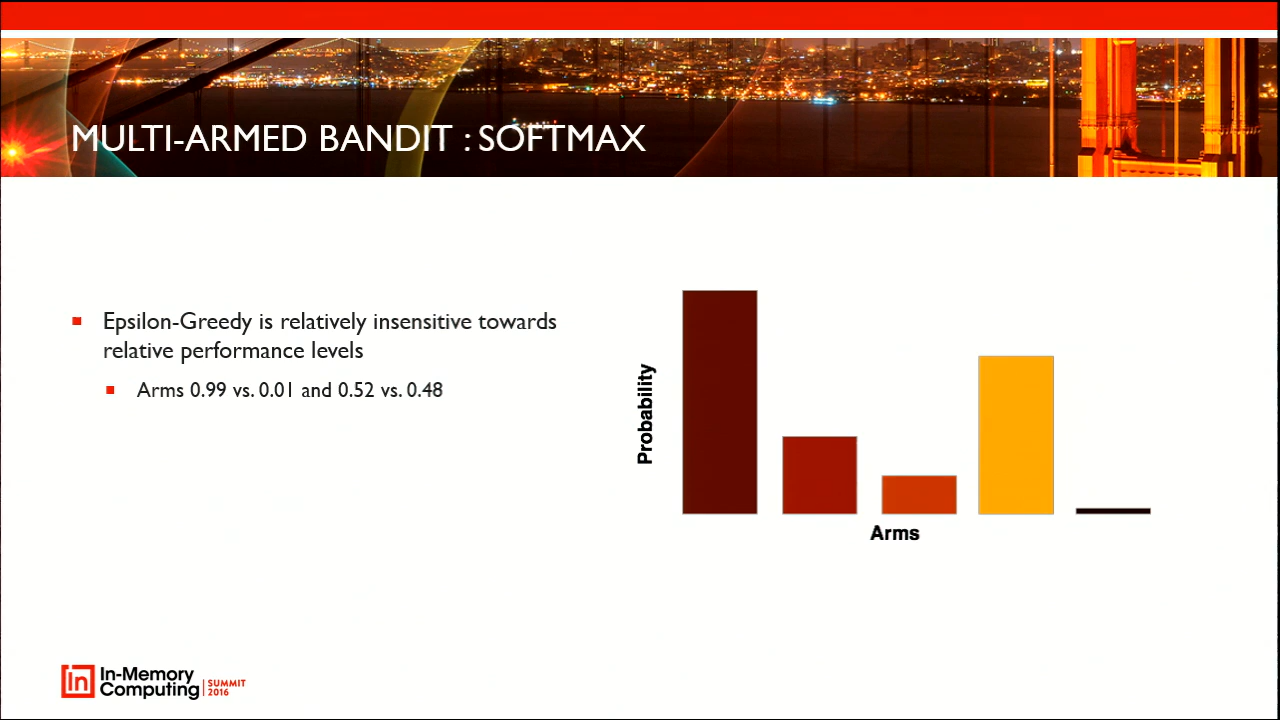 MULTI-ARMED BANDIT : SOFTMAX
Epsilon-Greedy is relatively insensitive towards
relative performance levels
Arms 0.99 vs. 0.01 and 0.52 vs. 0.48
Probability
Arms
in In-Memory
Computing
SUMMIT
2016